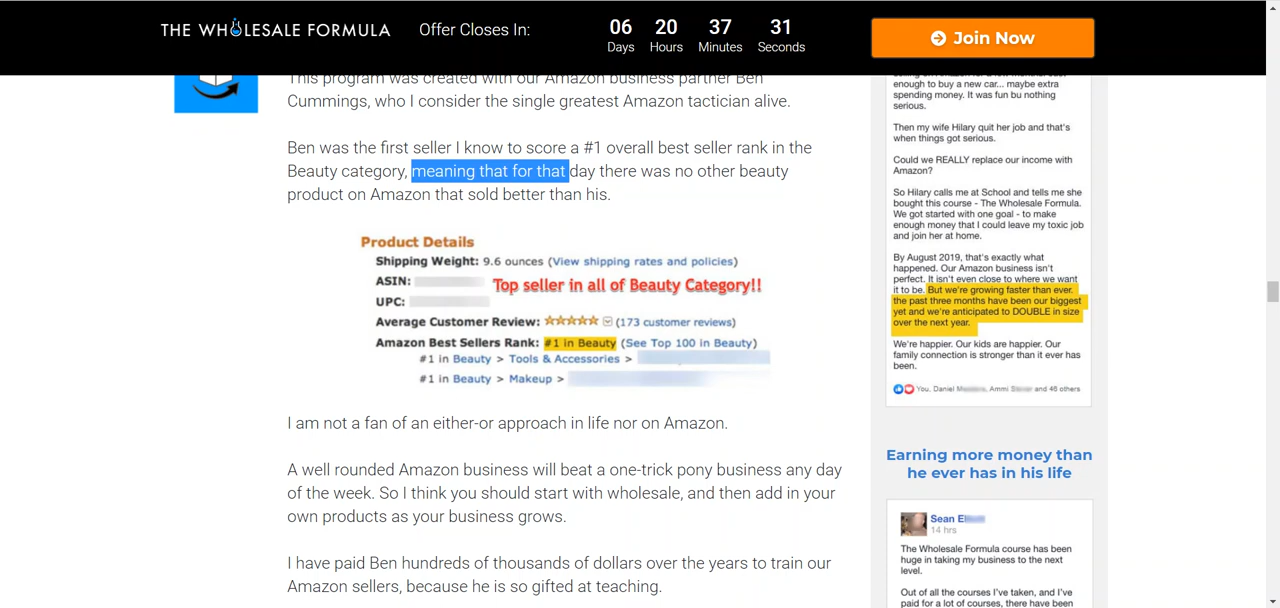 THE WHOLESALE FORMULA
Offer Closes In:
06 20 37 31
Days Hours Minutes Seconds
Join Now
This program was created with our Amazon business partner Ben
Cummings, who I consider the single greatest Amazon tactician alive.
Ben was the first seller I know to score a #1 overall best seller rank in the
Beauty category, meaning that for that day there was no other beauty
product on Amazon that sold better than his.
Product Details
Shipping Weight: 9.6 ounces (View shipping rates and policies)
ASIN:
Top seller in all of Beauty Category!!
UPC:
Average Customer Review: (173 customer reviews)
Amazon Best Sellers Rank: #1 in Beauty (See Top 100 in Beauty)
#1 in Beauty > Tools & Accessories >
#1 in Beauty > Makeup >
I am not a fan of an either-or approach in life nor on Amazon.
A well rounded Amazon business will beat a one-trick pony business any day
of the week. So I think you should start with wholesale, and then add in your
own products as your business grows.
I have paid Ben hundreds of thousands of dollars over the years to train our
Amazon sellers, because he is so gifted at teaching.
enough to buy a new car... maybe extra
spending money. It was fun bu nothing
serious.
Then my wife Hilary quit her job and that's
when things got serious.
Could we REALLY replace our income with
Amazon?
So Hilary calls me at School and tells me she
bought this course - The Wholesale Formula.
We got started with one goal - to make
enough money that I could leave my toxic job
and join her at home.
By August 2019, that's exactly what
happened. Our Amazon business isn't
perfect. It isn't even close to where we want
it to be. But we're growing faster than ever.
the past three months have been our biggest
yet and we're anticipated to DOUBLE in size
over the next year.
We're happier. Our kids are happier. Our
family connection is stronger than it ever has
been.
You, Daniel Ammi and 46 others
Earning more money than
he ever has in his life
Sean
14 hrs
The Wholesale Formula course has been
huge in taking my business to the next
level.
Out of all the courses I've taken, and I've
paid for a lot of courses, there have been